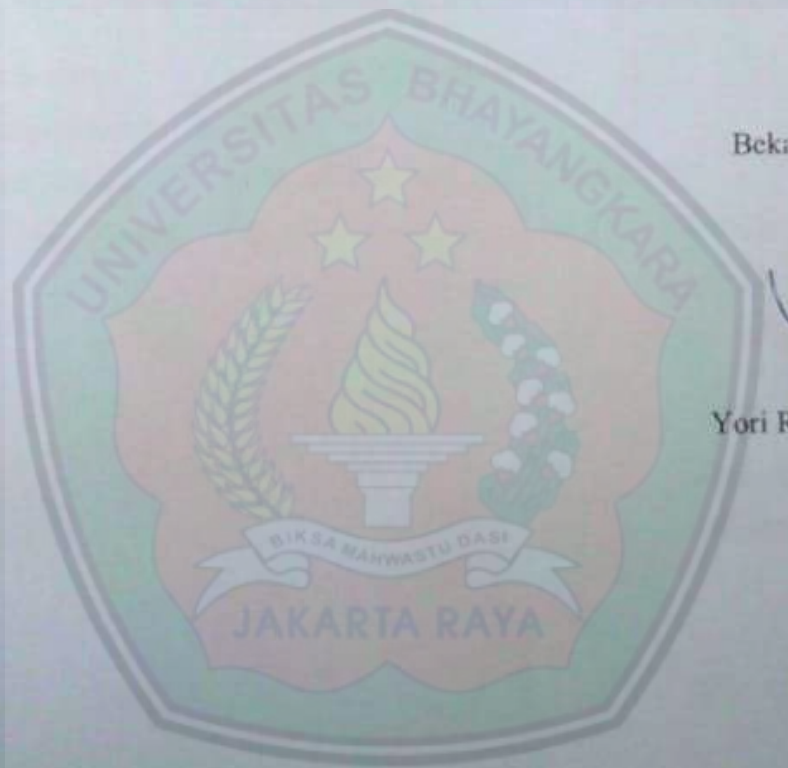 UNIVERSITAS BHAYANGKARA
Beka
Yori
BIKSA MAHWASTU DASI
JAKARTA RAYA